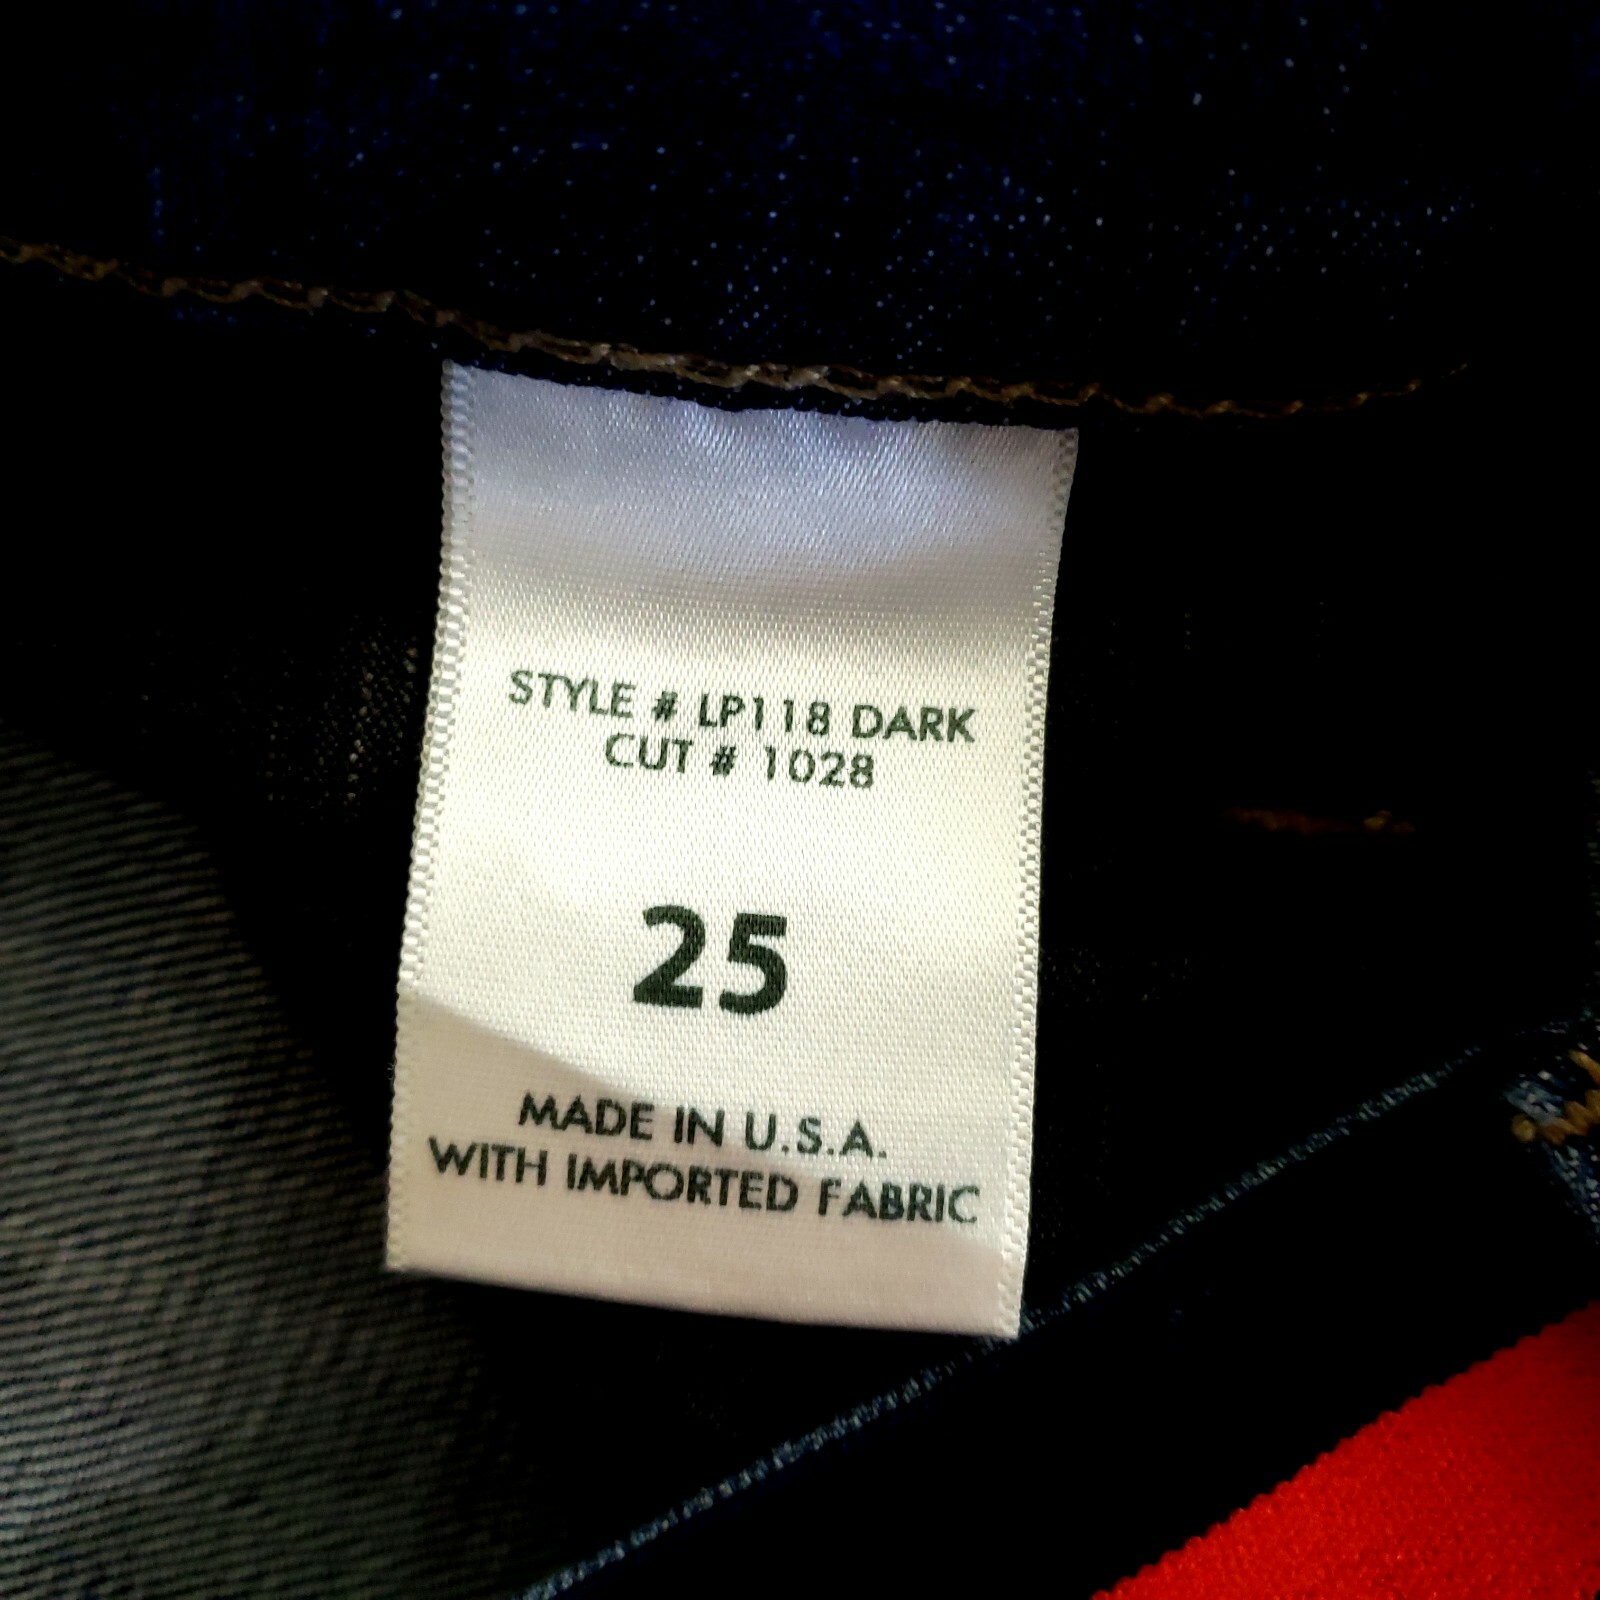 STYLE # LP118 DARK
CUT # 1028
25
MADE IN U.S.A.
WITH IMPORTED FABRIC